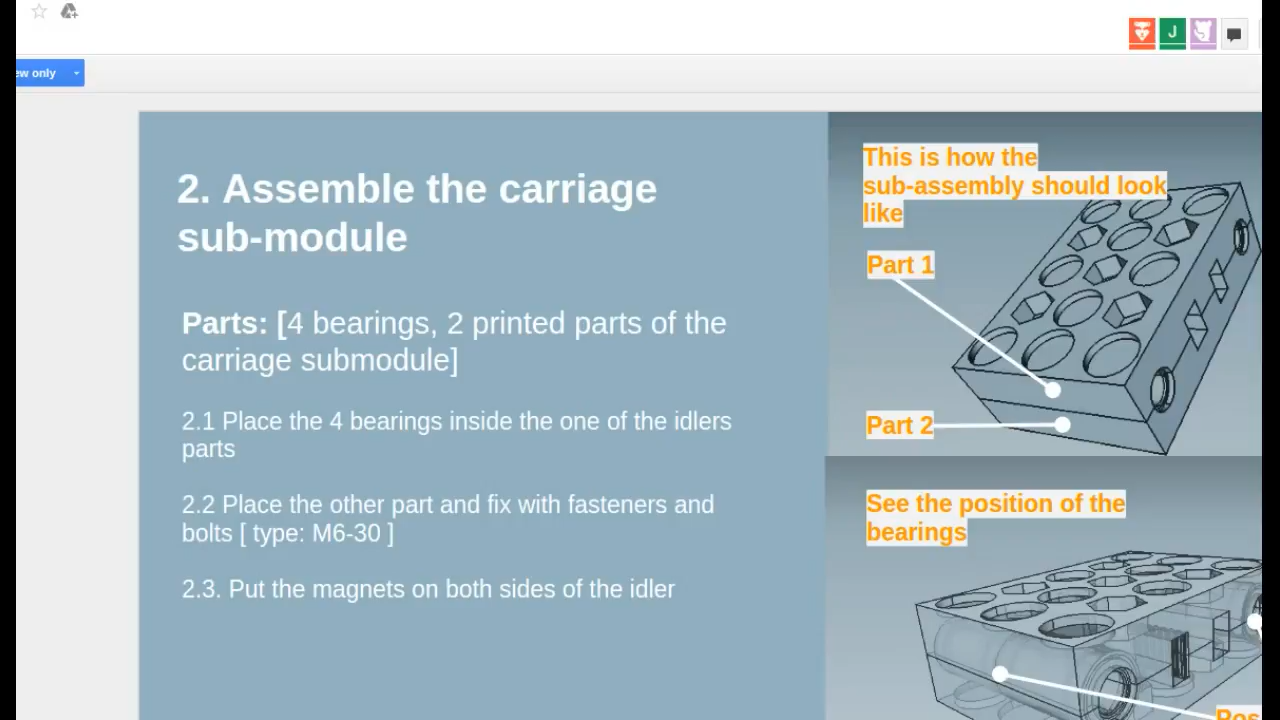 J
ew only
2. Assemble the carriage
sub-module
Parts: [4 bearings, 2 printed parts of the
carriage submodule]
2.1 Place the 4 bearings inside the one of the idlers
parts
2.2 Place the other part and fix with fasteners and
bolts [ type: M6-30 ]
2.3. Put the magnets on both sides of the idler
This is how the
sub-assembly should look
like
Part 1
Part 2
See the position of the
bearings
Pos